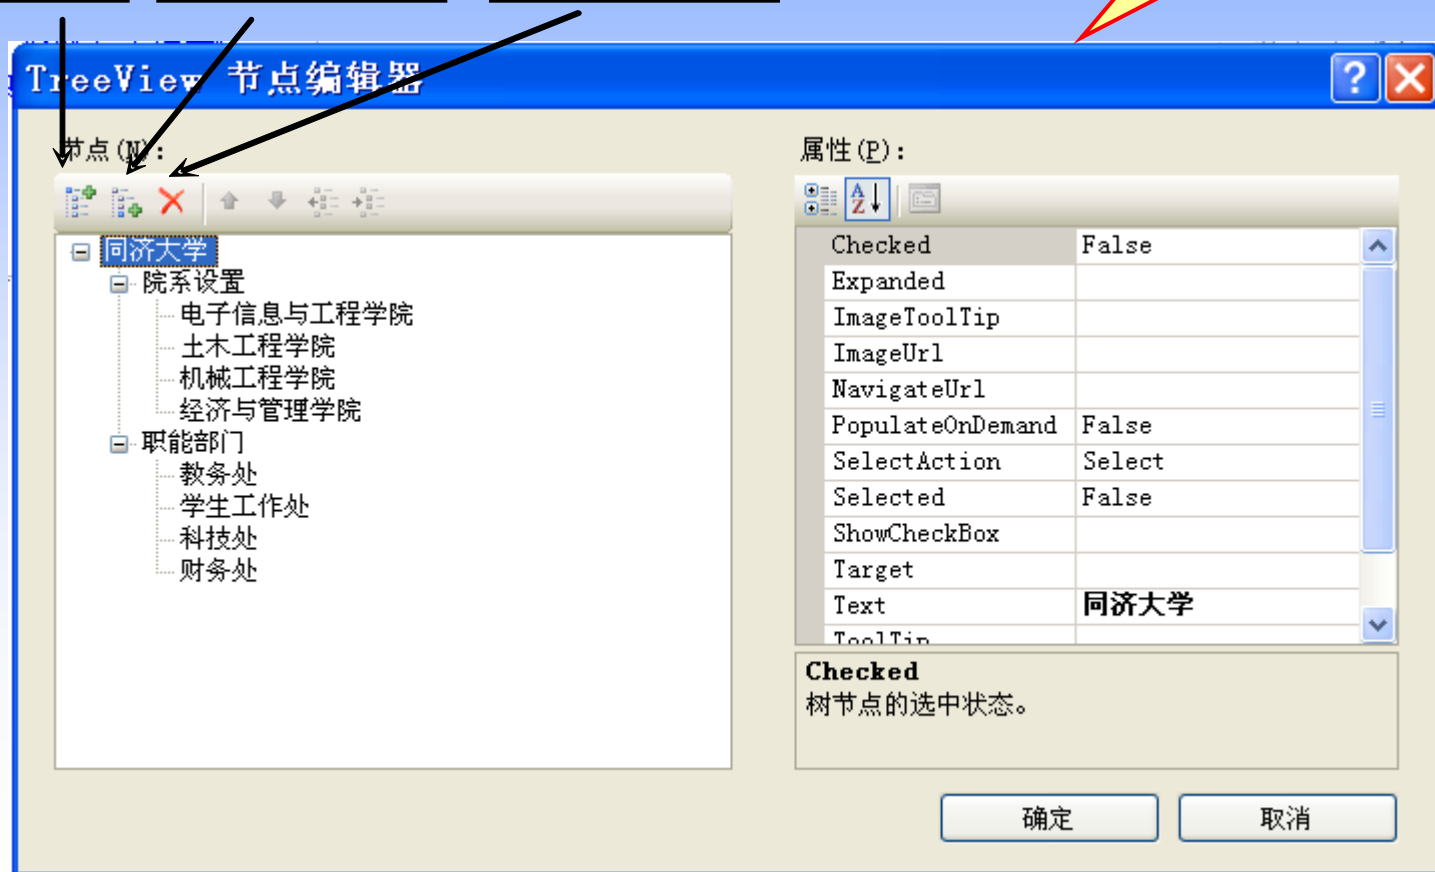 TreeView 节点编辑器
节点(N):
同济大学
院系设置
电子信息与工程学院
土木工程学院
机械工程学院
经济与管理学院
职能部门
教务处
学生工作处
科技处
财务处
属性(P):
Checked False
Expanded
ImageToolTip
ImageUrl
NavigateUrl
PopulateOnDemand False
SelectAction Select
Selected False
ShowCheckBox
Target
Text 同济大学
ToolTip
Checked
树节点的选中状态。
确定 取消